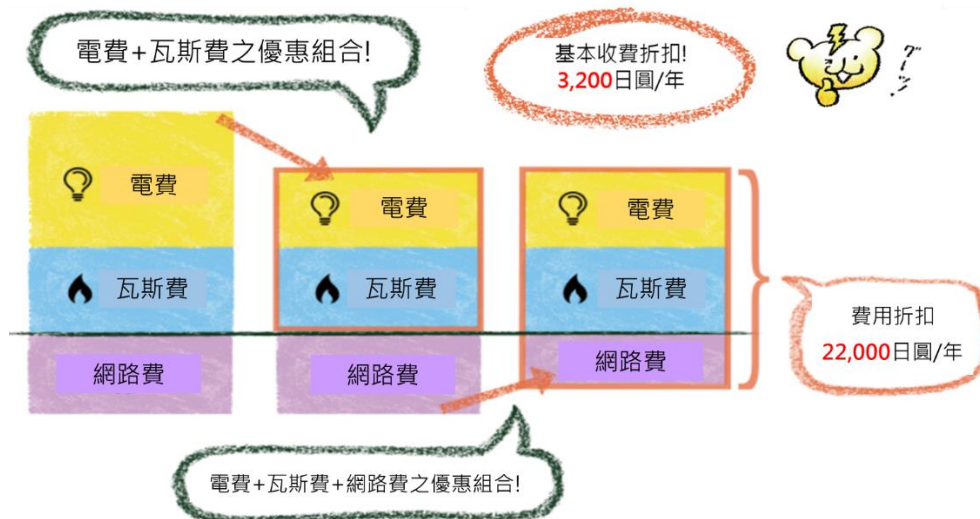 電費+瓦斯費之優惠組合!
基本收費折扣!
3,200日圓/年
グーッ!
電費
瓦斯費
網路費
電費
瓦斯費
網路費
電費
瓦斯費
網路費
費用折扣
22,000日圓/年
電費+瓦斯費+網路費之優惠組合!